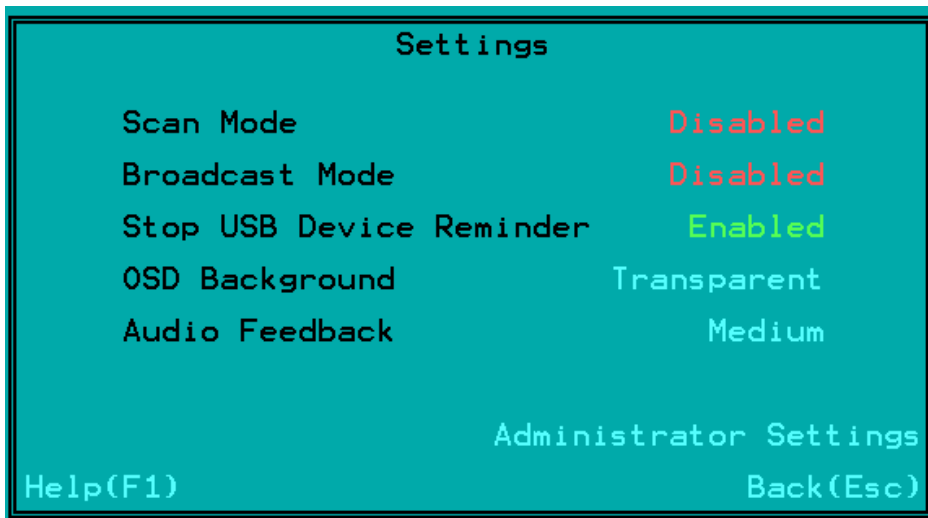 Settings
Scan Mode Disabled
Broadcast Mode Disabled
Stop USB Device Reminder Enabled
OSD Background Transparent
Audio Feedback Medium
Administrator Settings
Help(F1) Back(Esc)